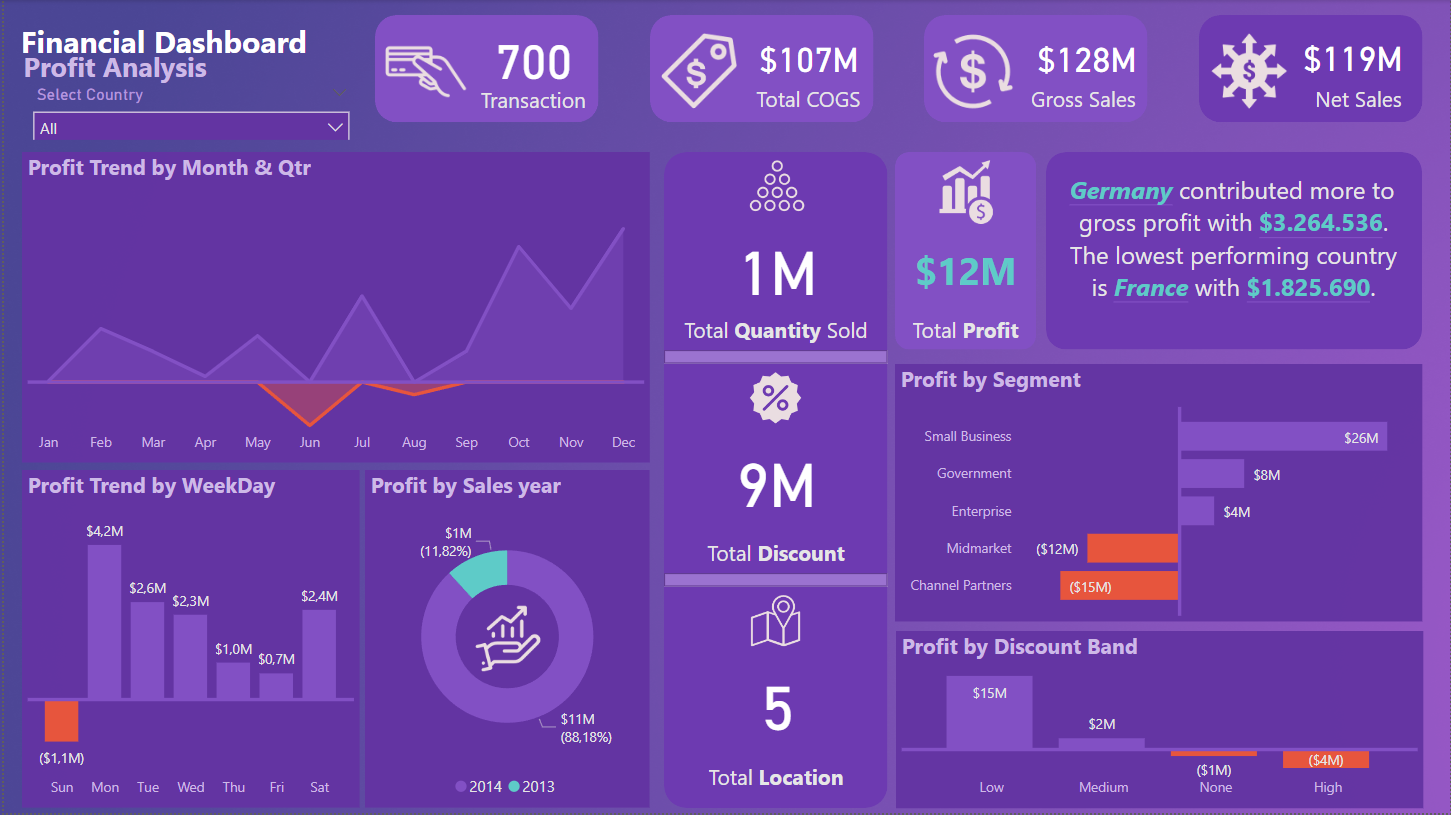 Financial Dashboard
Profit Analysis
Select Country
All
700
Transaction
$107M
Total COGS
$128M
Gross Sales
$119M
Net Sales
Profit Trend by Month & Qtr
Jan Feb Mar Apr May Jun Jul Aug Sep Oct Nov Dec
1M
Total Quantity Sold
9M
Total Discount
5
Total Location
$12M
Total Profit
Germany contributed more to
gross profit with $3.264.536.
The lowest performing country
is France with $1.825.690.
Profit Trend by WeekDay
$4,2M
$2,6M
$2,3M
$1,0M
$0,7M
$2,4M
($1,1M)
Sun Mon Tue Wed Thu Fri Sat
Profit by Sales year
$1M
(11,82%)
$11M
(88,18%)
2014 2013
Profit by Segment
Small Business $26M
Government $8M
Enterprise $4M
Midmarket ($12M)
Channel Partners ($15M)
Profit by Discount Band
$15M
$2M
($1M)
($4M)
Low Medium None High